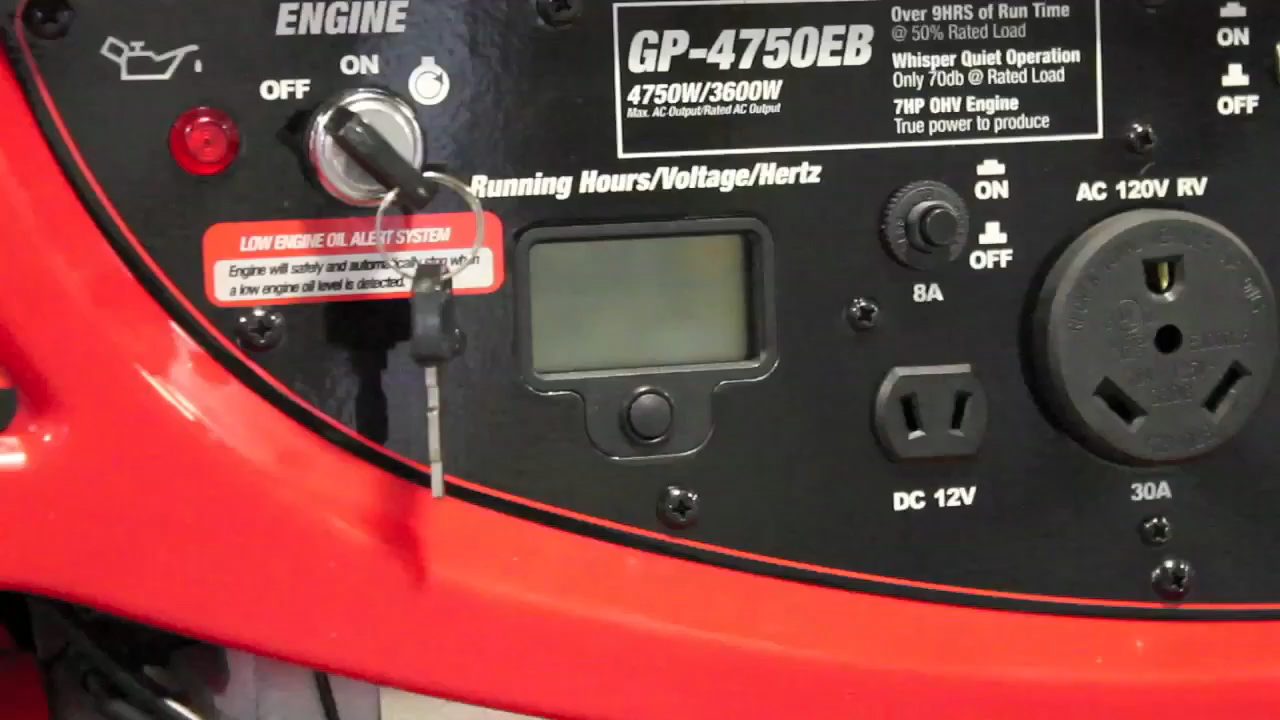 ENGINE
ON
OFF
GP-4750EB
4750W/3600W
Max. AC Output/Rated AC Output
Over 9HRS of Run Time
@ 50% Rated Load
Whisper Quiet Operation
Only 70db @ Rated Load
7HP OHV Engine
True power to produce
ON
OFF
Running Hours/Voltage/Hertz
ON
OFF
8A
AC 120V RV
LOW ENGINE OIL ALERT SYSTEM
Engine will safely and automatically stop when
a low engine oil level is detected.
DC 12V
30A